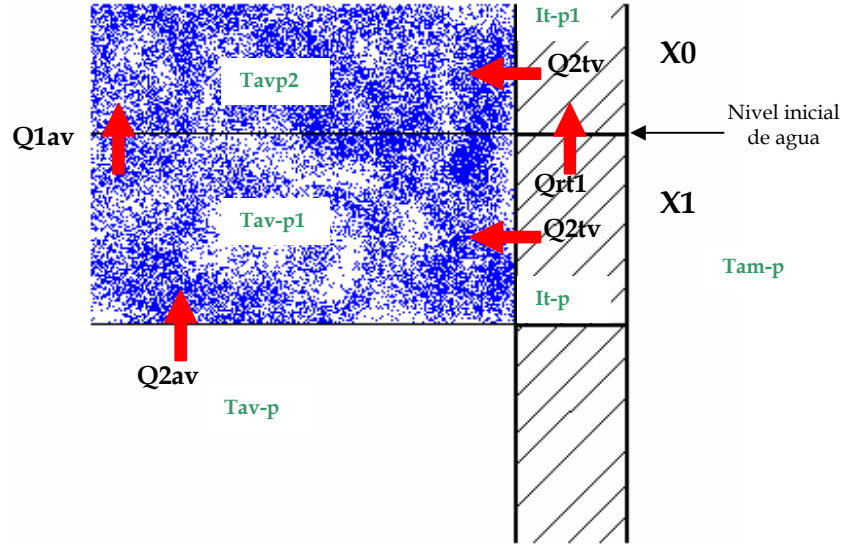 It-p1
X0
Q2tv
Tavp2
Nivel inicial
de agua
Q1av
Qrt1
X1
Tav-p1
Q2tv
Tam-p
It-p
Q2av
Tav-p